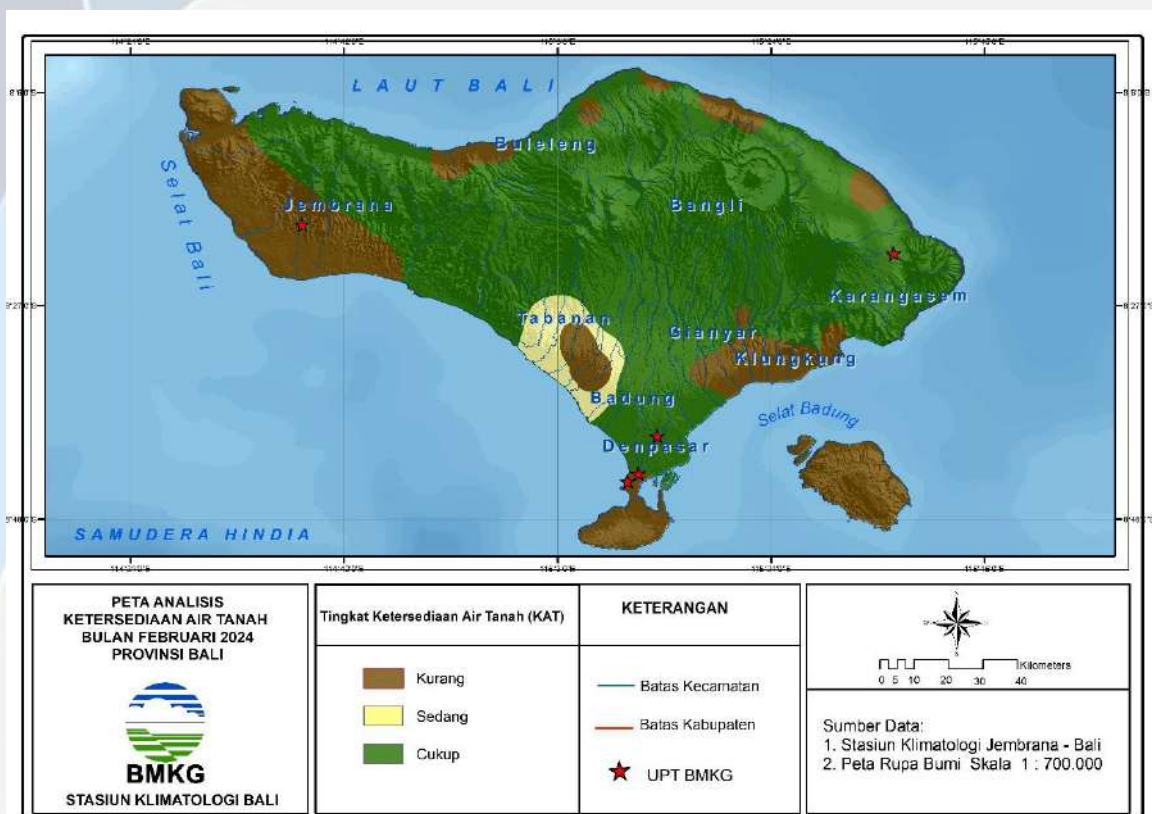 LAUT BALI
Buleleng
Selat Bali
Jembrana
Bangli
Karangasem
Tabanan
Gianyar
Klungkung
Badung
Selat Badung
Denpasar
SAMUDERA HINDIA
PETA ANALISIS
KETERSEDIAAN AIR TANAH
BULAN FEBRUARI 2024
PROVINSI BALI
BMKG
STASIUN KLIMATOLOGI BALI
Tingkat Ketersediaan Air Tanah (KAT)
Kurang
Sedang
Cukup
KETERANGAN
Batas Kecamatan
Batas Kabupaten
UPT BMKG
Kilometers
0 5 10 20 30 40
Sumber Data:
1. Stasiun Klimatologi Jembrana - Bali
2. Peta Rupa Bumi Skala 1 : 700.000